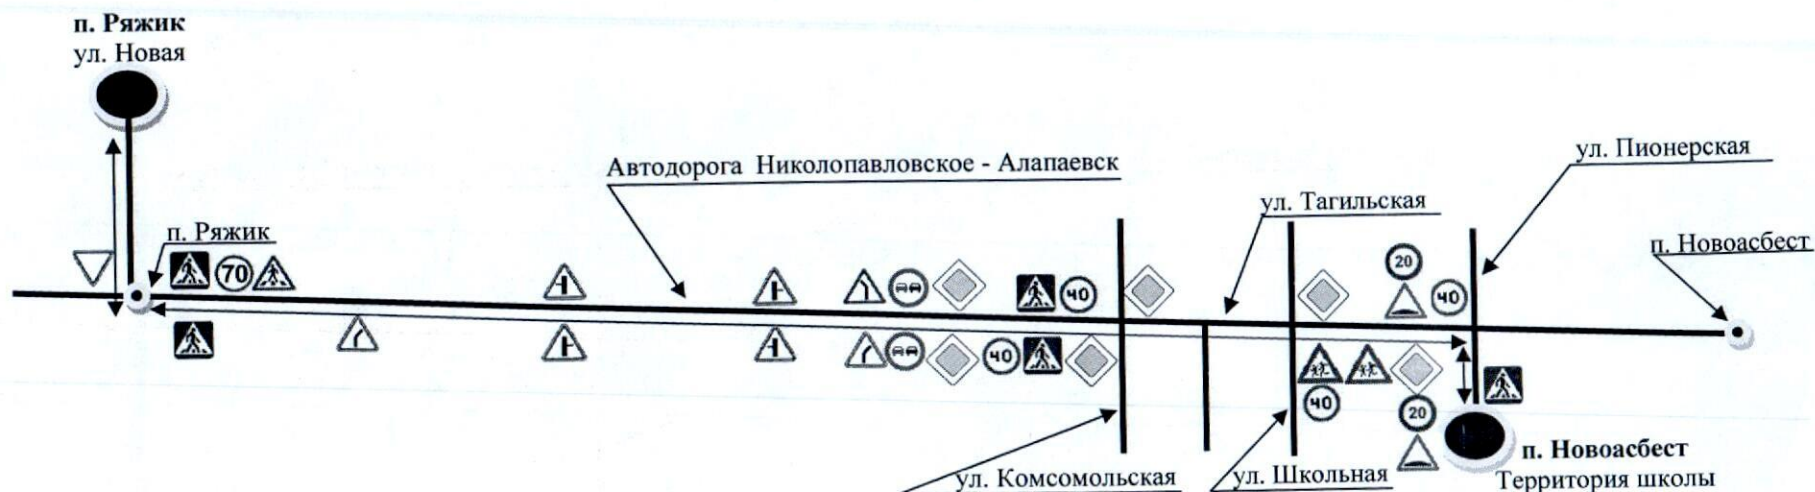 п. Ряжик
ул. Новая
Автодорога Николопавловское - Алапаевск
ул. Пионерская
ул. Тагильская
п. Ряжик
п. Новоасбест
70
40
20
40
40
40
20
ул. Комсомольская
ул. Школьная
п. Новоасбест
Территория школы